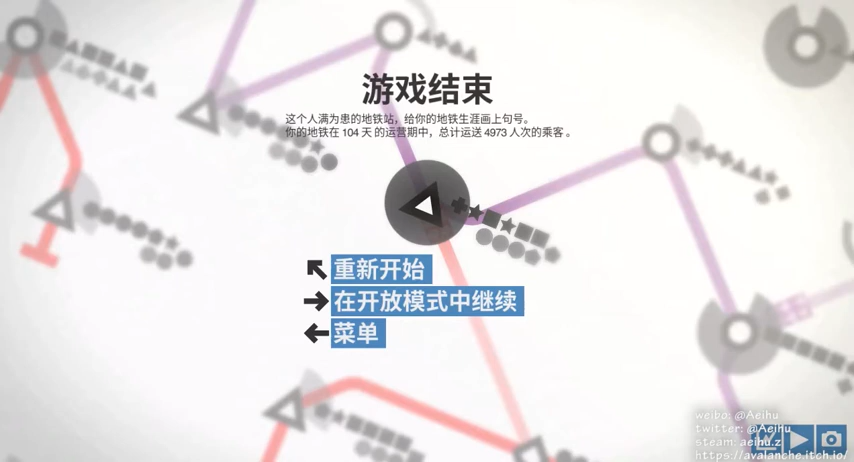 游戏结束
这个人满为患的地铁站，给你的地铁生涯画上句号。
你的地铁在 104 天 的运营期中，总计运送 4973 人次的乘客 。
重新开始
在开放模式中继续
菜单
weibo: @Aeihu
twitter: @Aeihu
steam: aeihu.z
https://avalanche.itch.io/